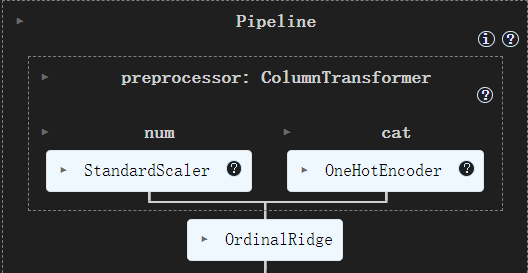 Pipeline
i ?
preprocessor: ColumnTransformer
?
num cat
StandardScaler ? OneHotEncoder ?
OrdinalRidge